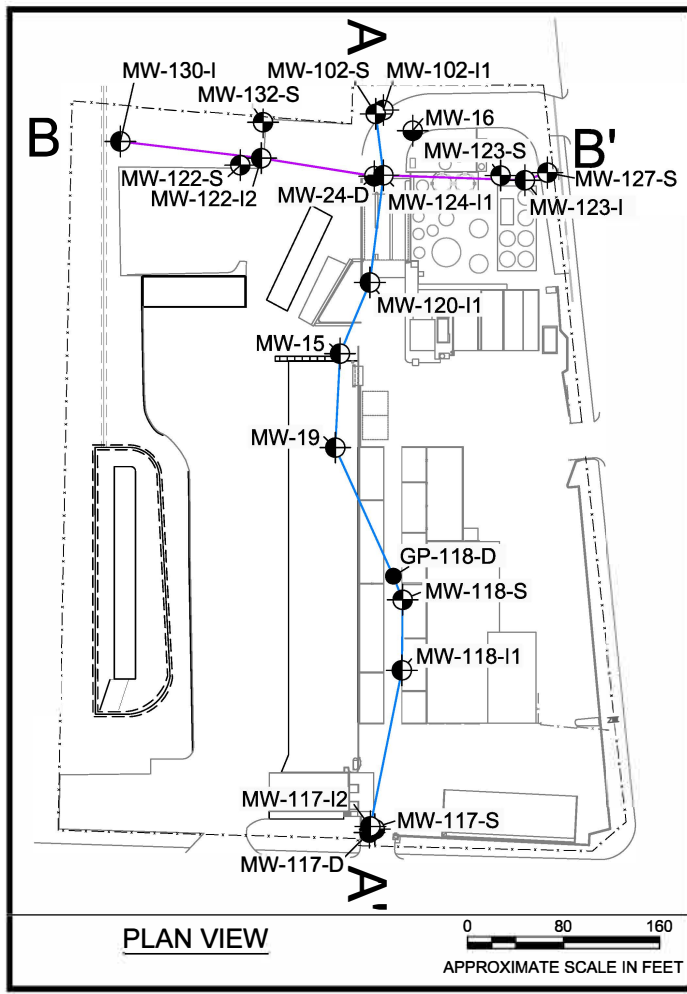 A
MW-130-I
MW-102-S
MW-102-I1
MW-132-S
MW-16
B
MW-123-S
B'
MW-122-S
MW-127-S
MW-122-I2
MW-24-D
MW-124-I1
MW-123-I
MW-120-I1
MW-15
MW-19
GP-118-D
MW-118-S
MW-118-I1
MW-117-I2
MW-117-S
MW-117-D
A'
PLAN VIEW
0 80 160
APPROXIMATE SCALE IN FEET